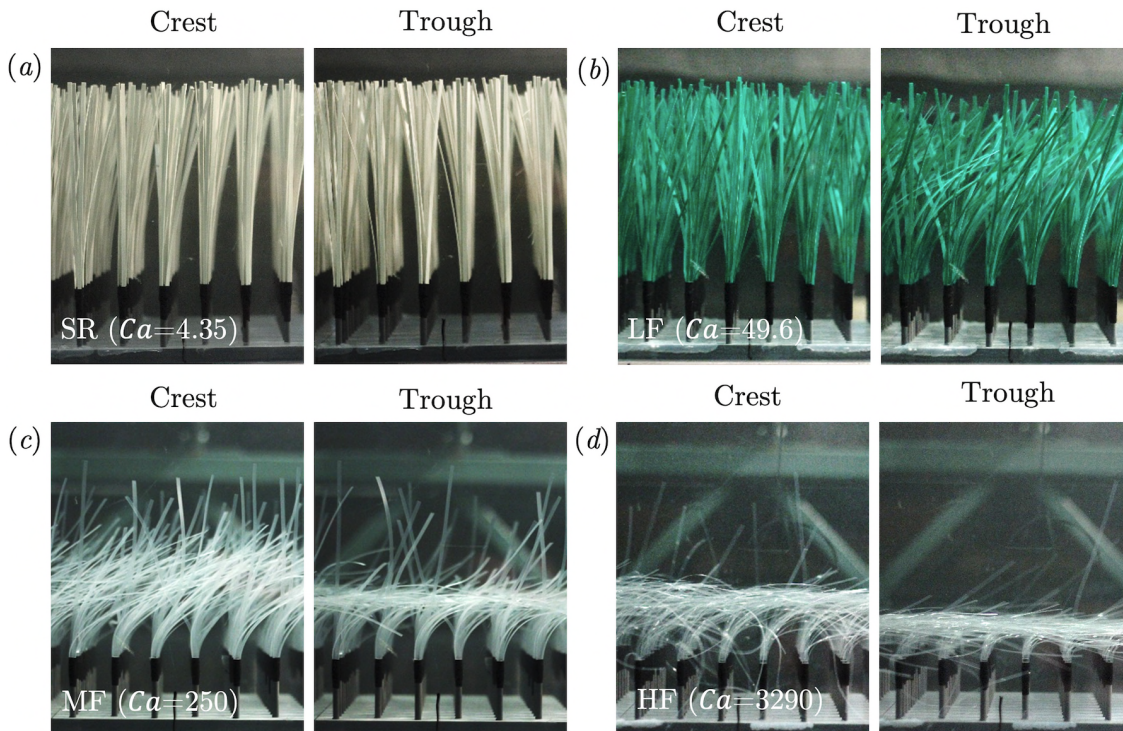 Crest
Trough
(a)
SR (Ca=4.35)
Crest
Trough
(b)
LF (Ca=49.6)
Crest
Trough
(c)
MF (Ca=250)
Crest
Trough
(d)
HF (Ca=3290)